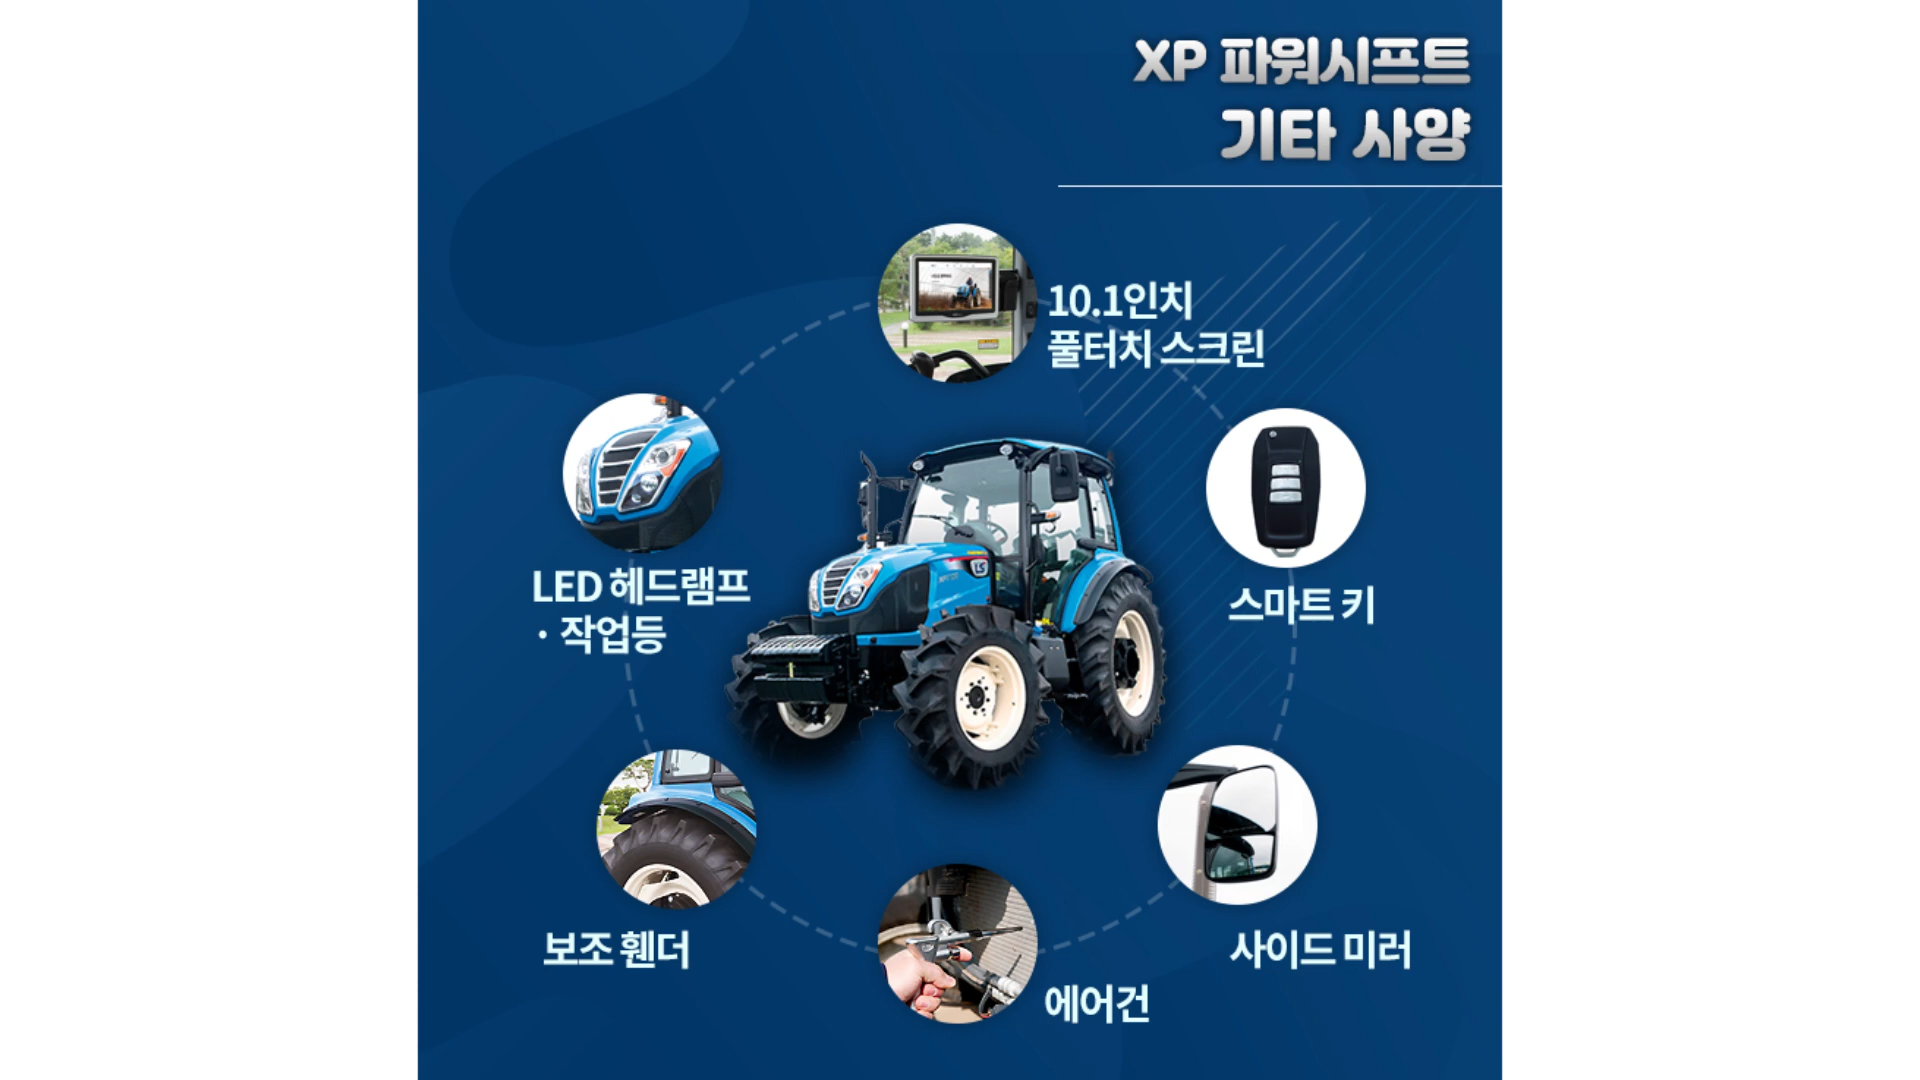 XP 파워시프트
기타 사양
10.1인치
풀터치 스크린
LED 헤드램프
· 작업등
스마트 키
LS
보조 휀더
사이드 미러
에어건